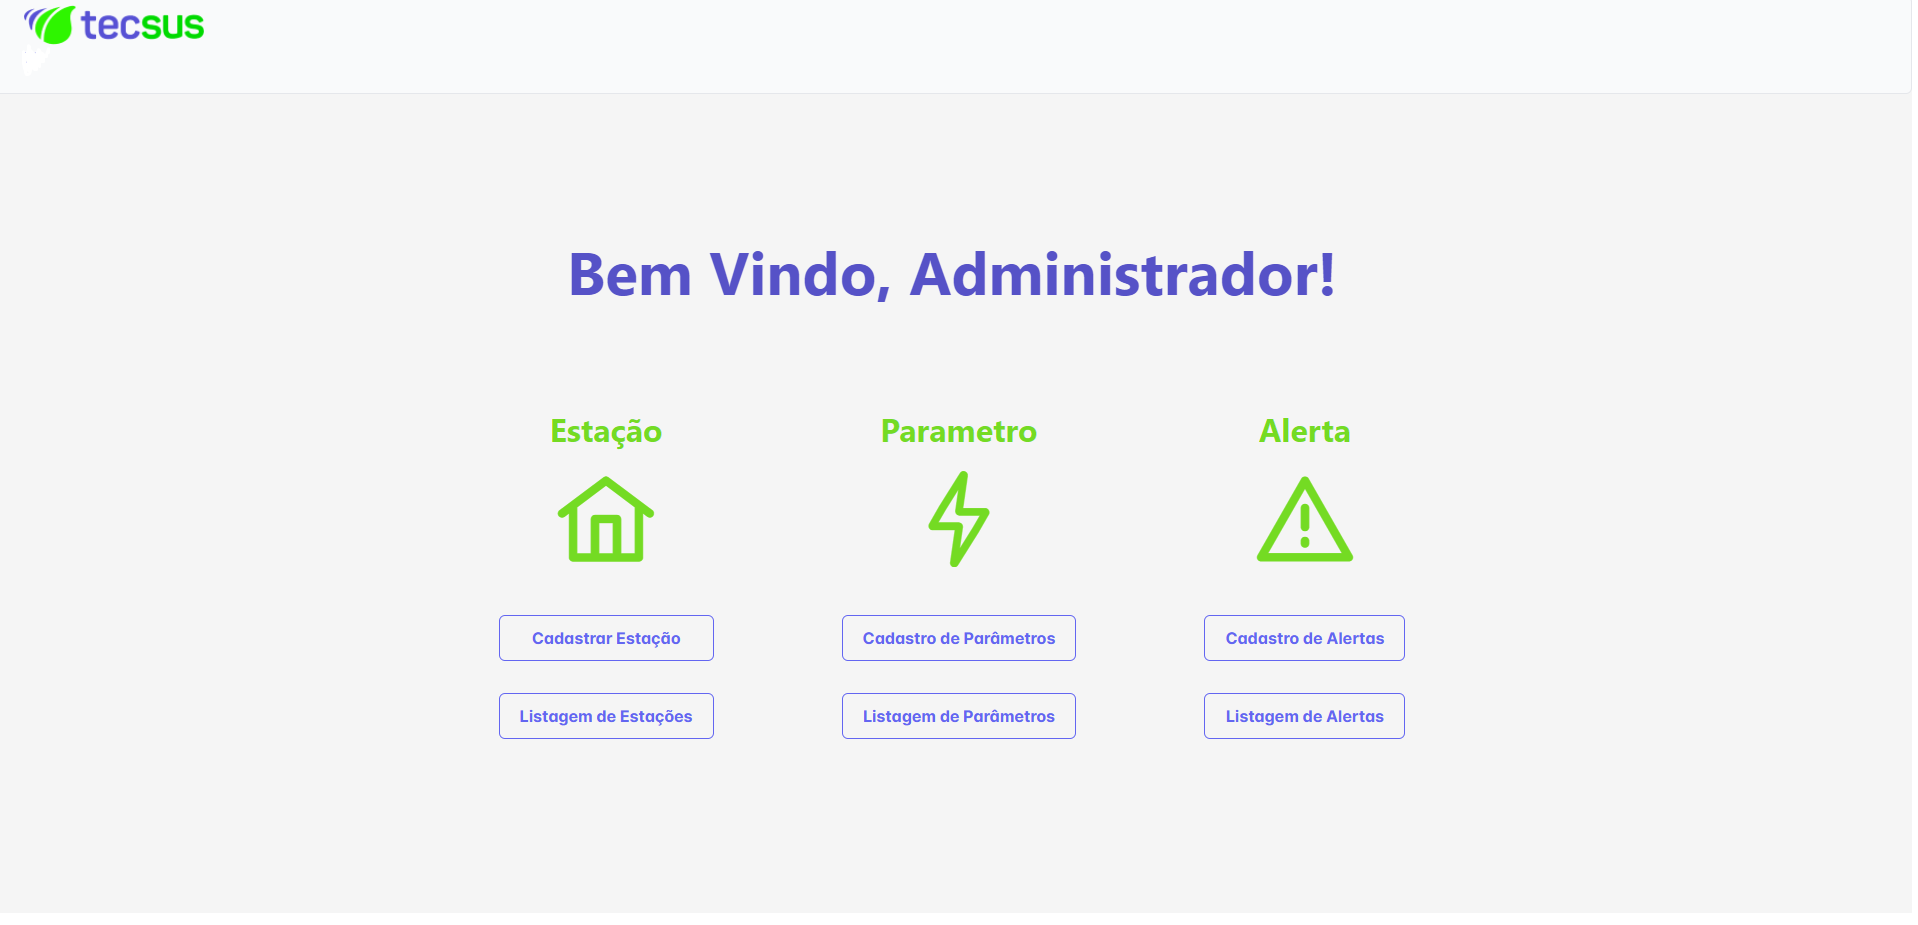 tecsus
Bem Vindo, Administrador!
Estação
Parametro
Alerta
Cadastrar Estação
Cadastro de Parâmetros
Cadastro de Alertas
Listagem de Estações
Listagem de Parâmetros
Listagem de Alertas